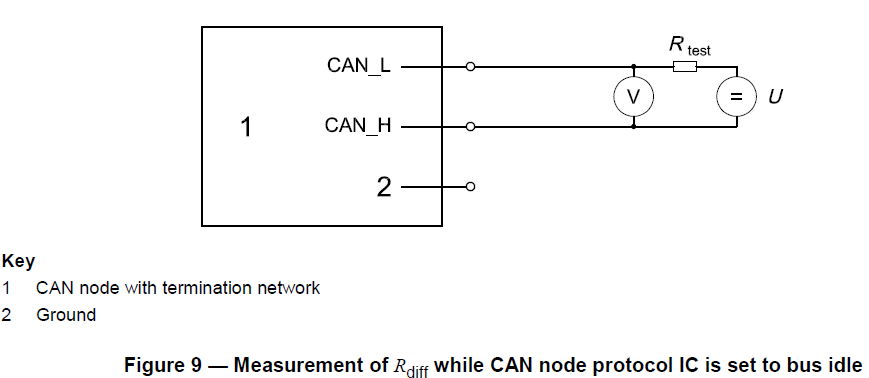 CAN_L
R test
V
=
U
1
CAN_H
2
Key
1 CAN node with termination network
2 Ground
Figure 9 — Measurement of Rdiff while CAN node protocol IC is set to bus idle